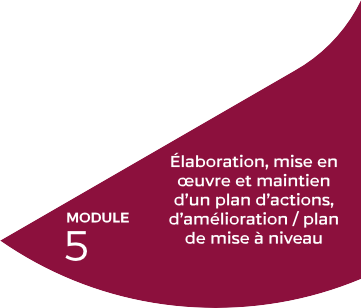 MODULE
5
Élaboration, mise en
œuvre et maintien
d’un plan d’actions,
d’amélioration / plan
de mise à niveau